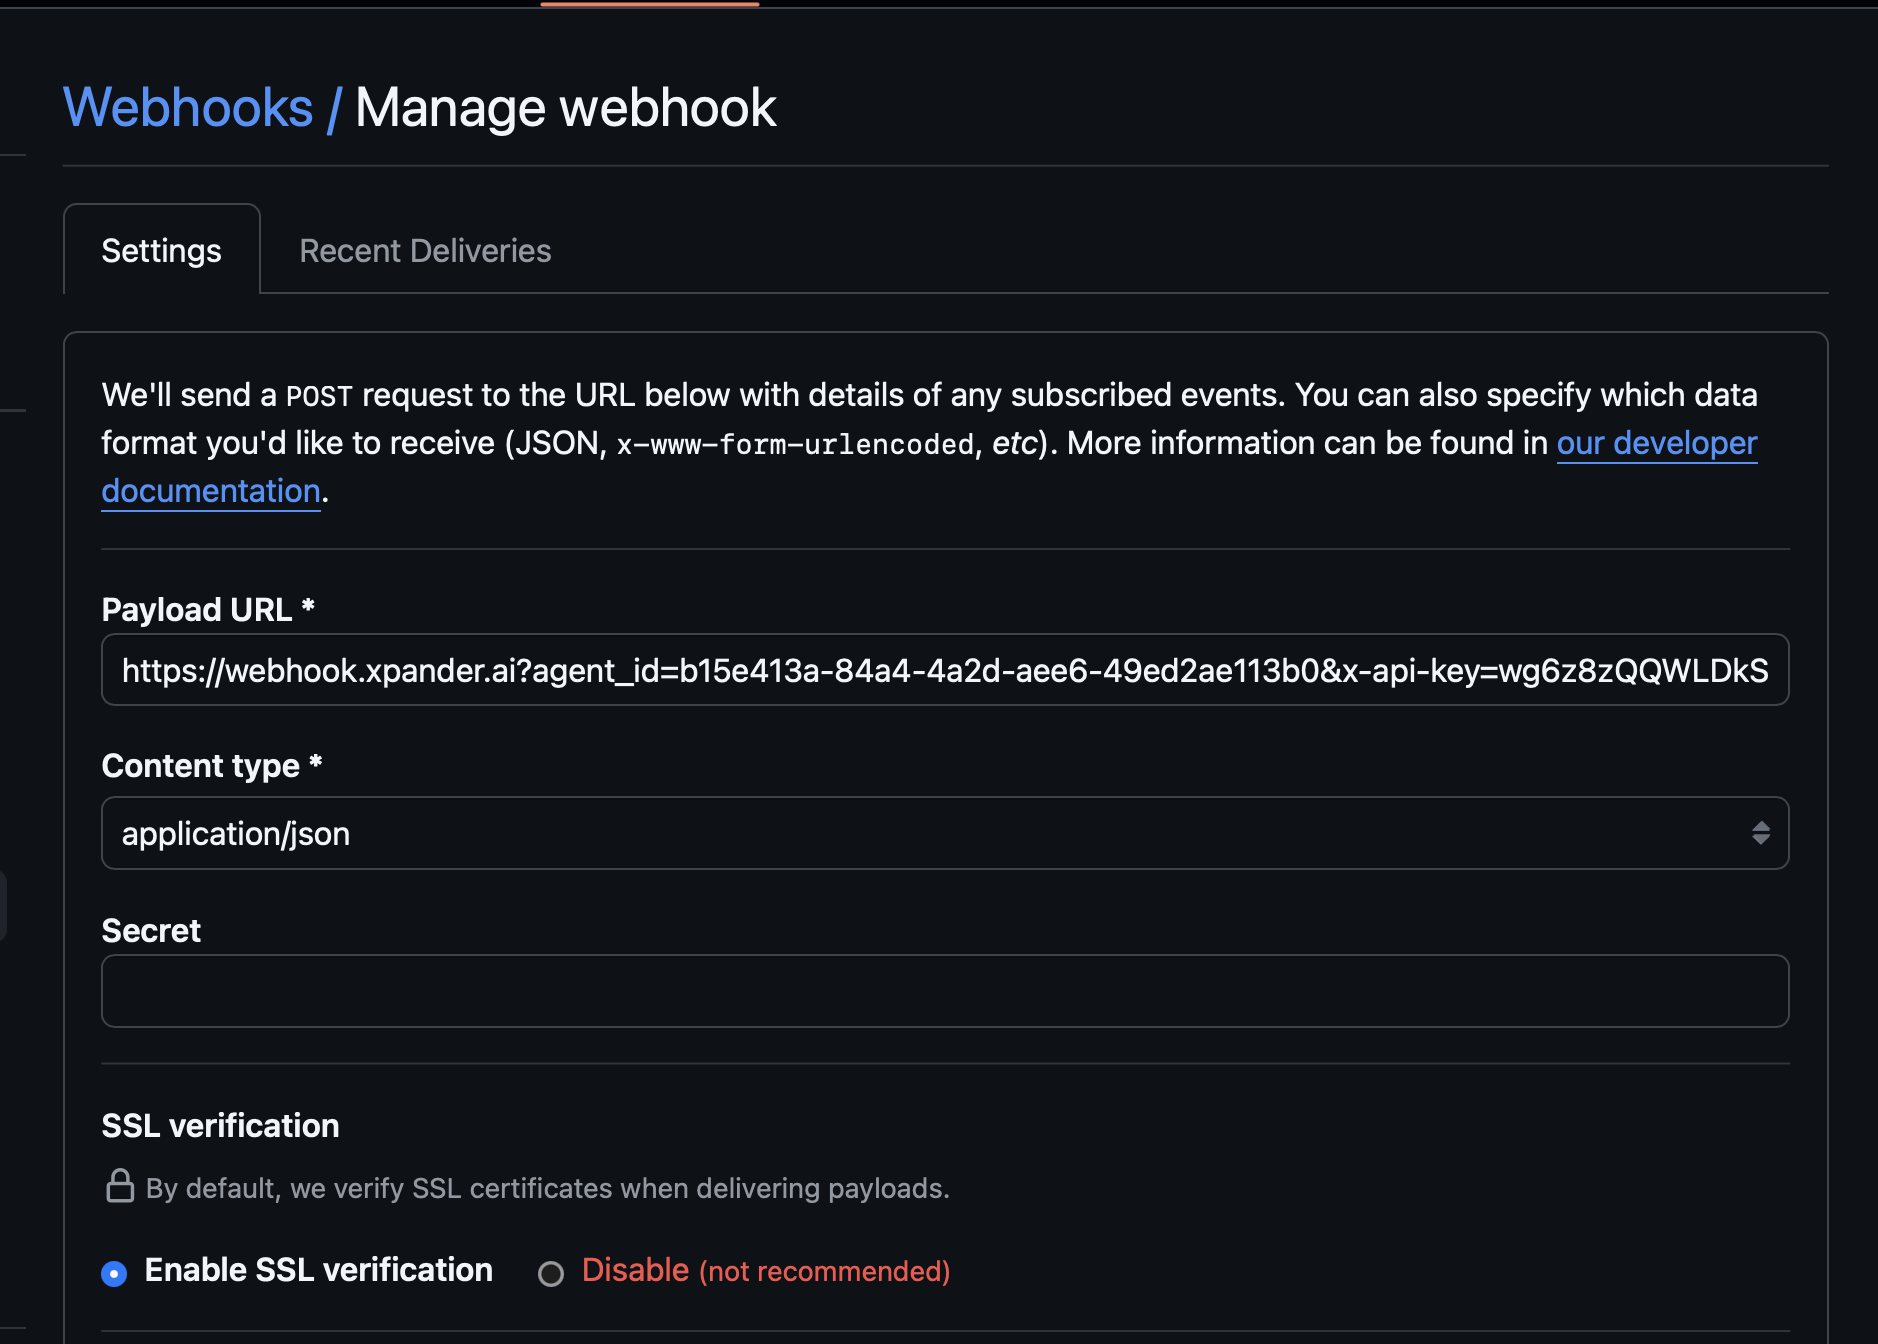 Webhooks / Manage webhook
Settings
Recent Deliveries
We'll send a POST request to the URL below with details of any subscribed events. You can also specify which data
format you'd like to receive (JSON, x-www-form-urlencoded, etc). More information can be found in our developer
documentation.
Payload URL *
https://webhook.xpander.ai?agent_id=b15e413a-84a4-4a2d-aee6-49ed2ae113b0&x-api-key=wg6z8zQQWLDkS
Content type *
application/json
Secret
SSL verification
By default, we verify SSL certificates when delivering payloads.
Enable SSL verification
Disable (not recommended)